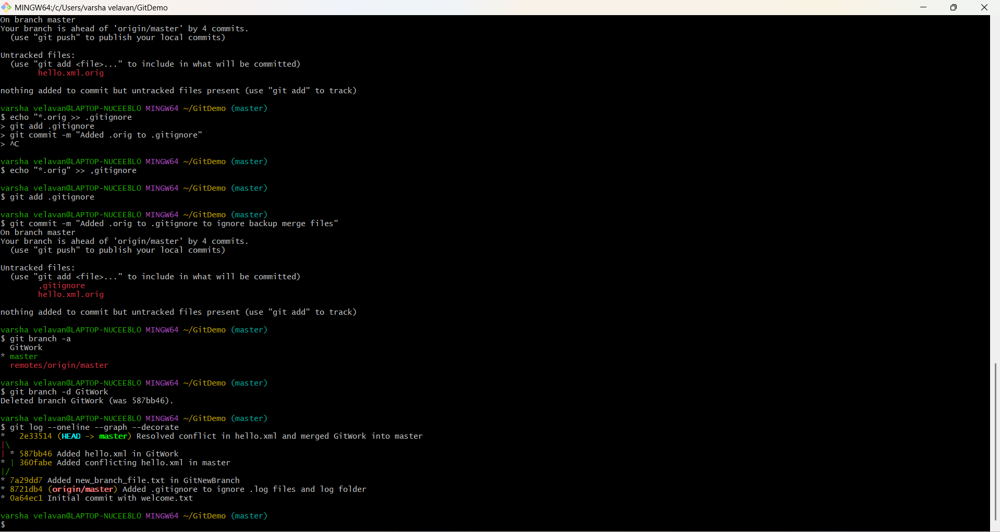 MINGW64:/c/Users/varsha velavan/GitDemo
On branch master
Your branch is ahead of 'origin/master' by 4 commits.
  (use "git push" to publish your local commits)

Untracked files:
  (use "git add <file>..." to include in what will be committed)
        hello.xml.orig

nothing added to commit but untracked files present (use "git add" to track)

varsha velavan@LAPTOP-NUCEE8L0 MINGW64 ~/GitDemo (master)
$ echo "*.orig >> .gitignore
> git add .gitignore
> git commit -m "Added .orig to .gitignore"
> ^C

varsha velavan@LAPTOP-NUCEE8L0 MINGW64 ~/GitDemo (master)
$ echo "*.orig" >> ,gitignore

varsha velavan@LAPTOP-NUCEE8L0 MINGW64 ~/GitDemo (master)
$ git add .gitignore

varsha velavan@LAPTOP-NUCEE8L0 MINGW64 ~/GitDemo (master)
$ git commit -m "Added .orig to .gitignore to ignore backup merge files"
On branch master
Your branch is ahead of 'origin/master' by 4 commits.
  (use "git push" to publish your local commits)

Untracked files:
  (use "git add <file>..." to include in what will be committed)
        ,gitignore
        hello.xml.orig

nothing added to commit but untracked files present (use "git add" to track)

varsha velavan@LAPTOP-NUCEE8L0 MINGW64 ~/GitDemo (master)
$ git branch -a
  GitWork
* master
  remotes/origin/master

varsha velavan@LAPTOP-NUCEE8L0 MINGW64 ~/GitDemo (master)
$ git branch -d GitWork
Deleted branch GitWork (was 587bb46).

varsha velavan@LAPTOP-NUCEE8L0 MINGW64 ~/GitDemo (master)
$ git log --oneline --graph --decorate
*   2e33514 (HEAD -> master) Resolved conflict in hello.xml and merged GitWork into master
|\
| * 587bb46 Added hello.xml in GitWork
* | 360fabe Added conflicting hello.xml in master
|/
* 7a29dd7 Added new_branch_file.txt in GitNewBranch
* 8721db4 (origin/master) Added .gitignore to ignore .log files and log folder
* 0a64ec1 Initial commit with welcome.txt

varsha velavan@LAPTOP-NUCEE8L0 MINGW64 ~/GitDemo (master)
$